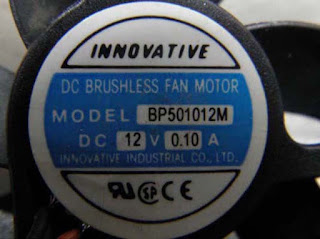 INNOVATIVE
DC BRUSHLESS FAN MOTOR
MODEL BP501012M
DC 12 V 0.10 A
INNOVATIVE INDUSTRIAL CO., LTD.
CE